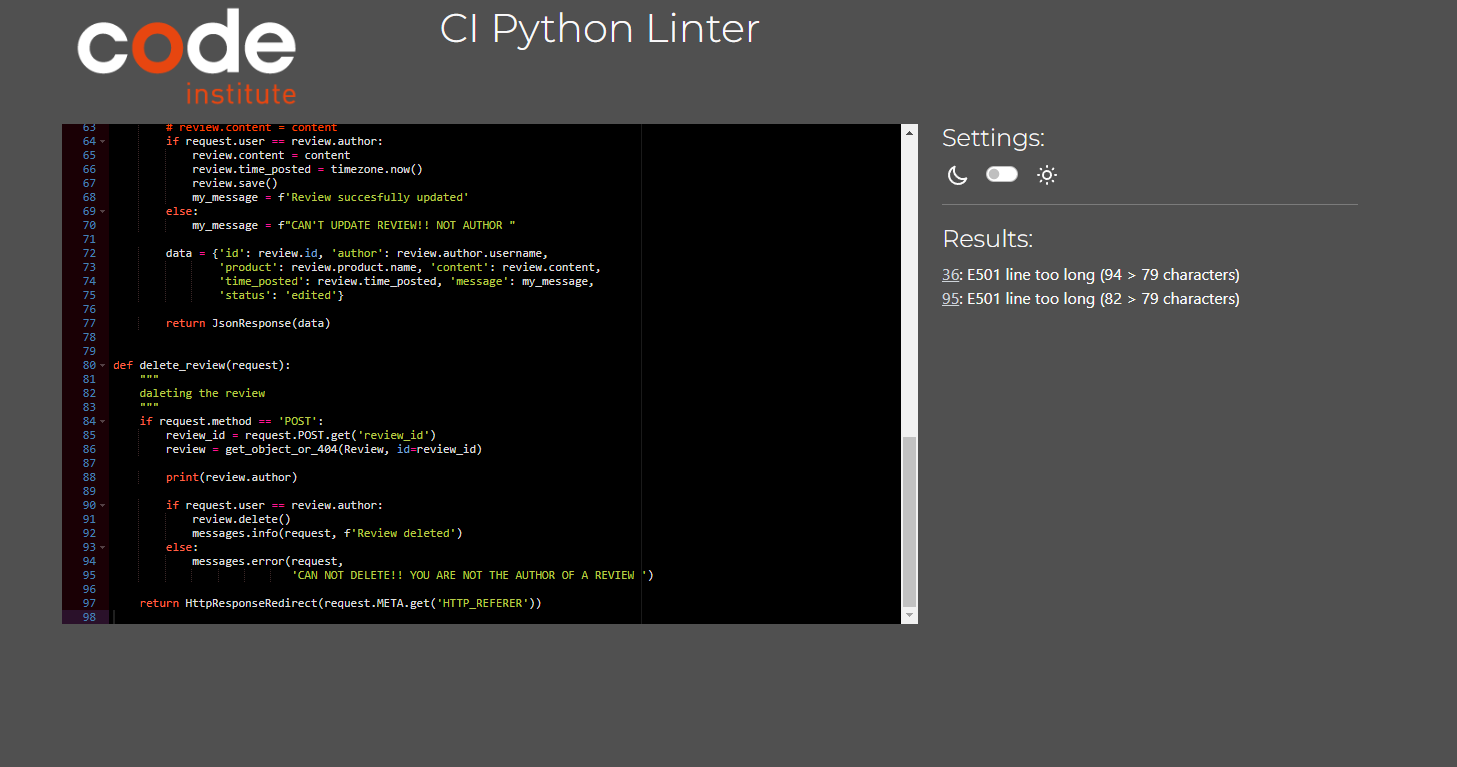 code
institute
CI Python Linter
63 # review.content = content
64 if request.user == review.author:
65 review.content = content
66 review.time_posted = timezone.now()
67 review.save()
68 my_message = f'Review succesfully updated'
69 else:
70 my_message = f"CAN'T UPDATE REVIEW!! NOT AUTHOR "
71
72 data = {'id': review.id, 'author': review.author.username,
73 'product': review.product.name, 'content': review.content,
74 'time_posted': review.time_posted, 'message': my_message,
75 'status': 'edited'}
76
77 return JsonResponse(data)
78
79
80 def delete_review(request):
81 """
82 daleting the review
83 """
84 if request.method == 'POST':
85 review_id = request.POST.get('review_id')
86 review = get_object_or_404(Review, id=review_id)
87
88 print(review.author)
89
90 if request.user == review.author:
91 review.delete()
92 messages.info(request, f'Review deleted')
93 else:
94 messages.error(request,
95 'CAN NOT DELETE!! YOU ARE NOT THE AUTHOR OF A REVIEW ')
96
97 return HttpResponseRedirect(request.META.get('HTTP_REFERER'))
98
Settings:
Results:
36: E501 line too long (94 > 79 characters)
95: E501 line too long (82 > 79 characters)